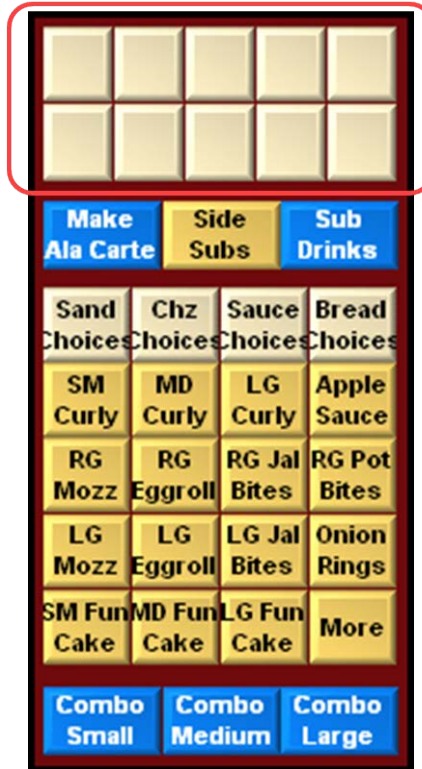 Make Side Sub
Ala Carte Subs Drinks
Sand Chz Sauce Bread
Choices Choices Choices Choices
SM MD LG Apple
Curly Curly Curly Sauce
RG RG RG Jal RG Pot
Mozz Eggroll Bites Bites
LG LG LG Jal Onion
Mozz Eggroll Bites Rings
SM Fun MD Fun LG Fun More
Cake Cake Cake
Combo Combo Combo
Small Medium Large